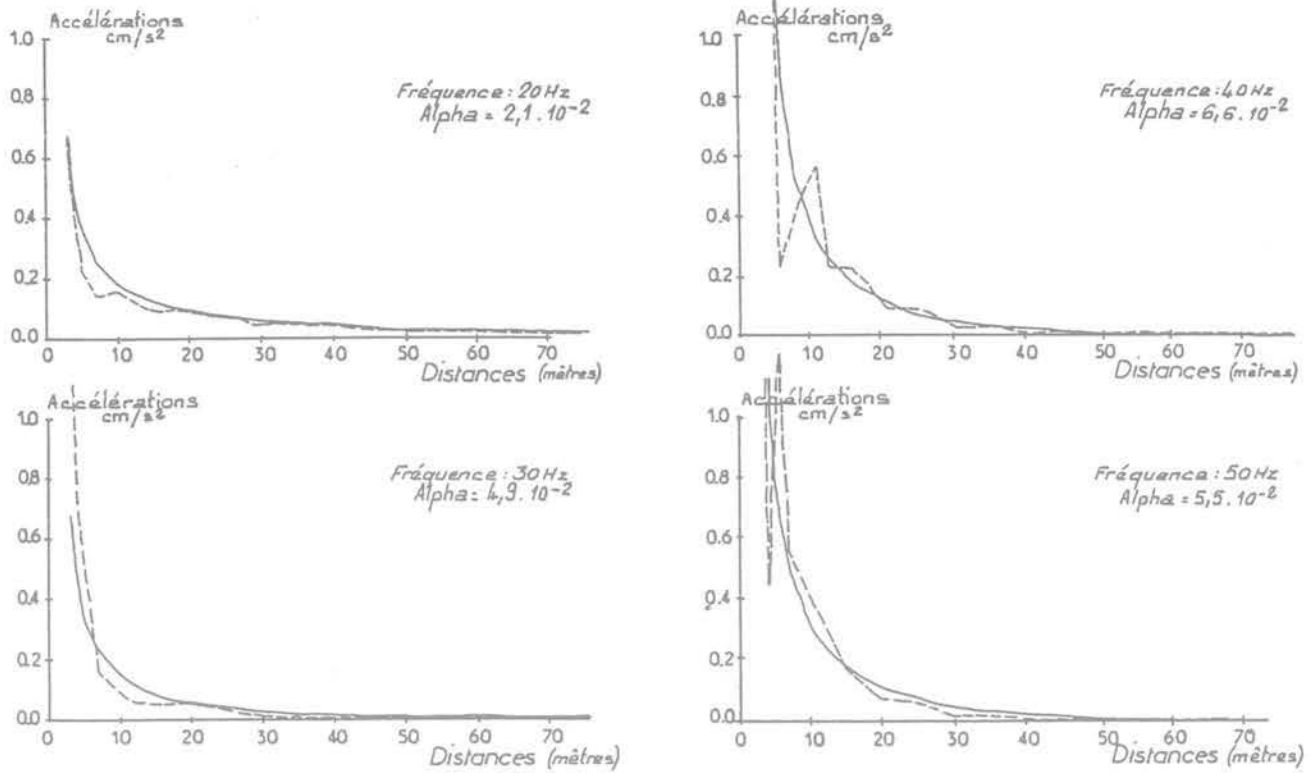 Accélérations
cm/s²
1.0
0.8
0.6
0.4
0.2
0.0
Fréquence : 20 Hz
Alpha = 2,1 . 10⁻²
0 10 20 30 40 50 60 70
Distances (mètres)
Accélérations
cm/s²
1.0
0.8
0.6
0.4
0.2
0.0
Fréquence : 40 Hz
Alpha = 6,6 . 10⁻²
0 10 20 30 40 50 60 70
Distances (mètres)
Accélérations
cm/s²
1.0
0.8
0.6
0.4
0.2
0.0
Fréquence : 30 Hz
Alpha = 4,9 . 10⁻²
0 10 20 30 40 50 60 70
Distances (mêtres)
Accélérations
cm/s²
1.0
0.8
0.6
0.4
0.2
0.0
Fréquence : 50 Hz
Alpha = 5,5 . 10⁻²
0 10 20 30 40 50 60 70
Distances (mêtres)